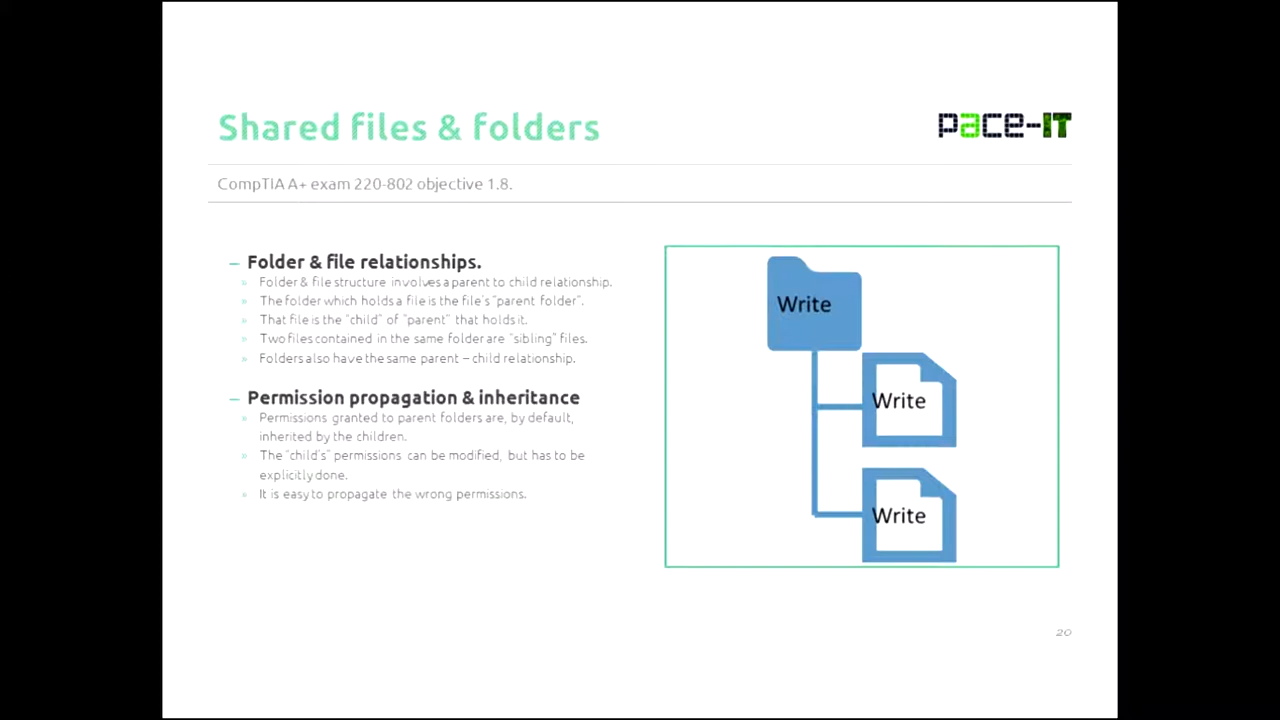 Shared files & folders
pace-IT
CompTIA A+ exam 220-802 objective 1.8.
– Folder & file relationships.
» Folder & file structure involves a parent to child relationship.
» The folder which holds a file is the file's "parent folder".
» That file is the "child" of "parent" that holds it.
» Two files contained in the same folder are "sibling" files.
» Folders also have the same parent – child relationship.
– Permission propagation & inheritance
» Permissions granted to parent folders are, by default,
inherited by the children.
» The "child's" permissions can be modified, but has to be
explicitly done.
» It is easy to propagate the wrong permissions.
Write
Write
Write
20